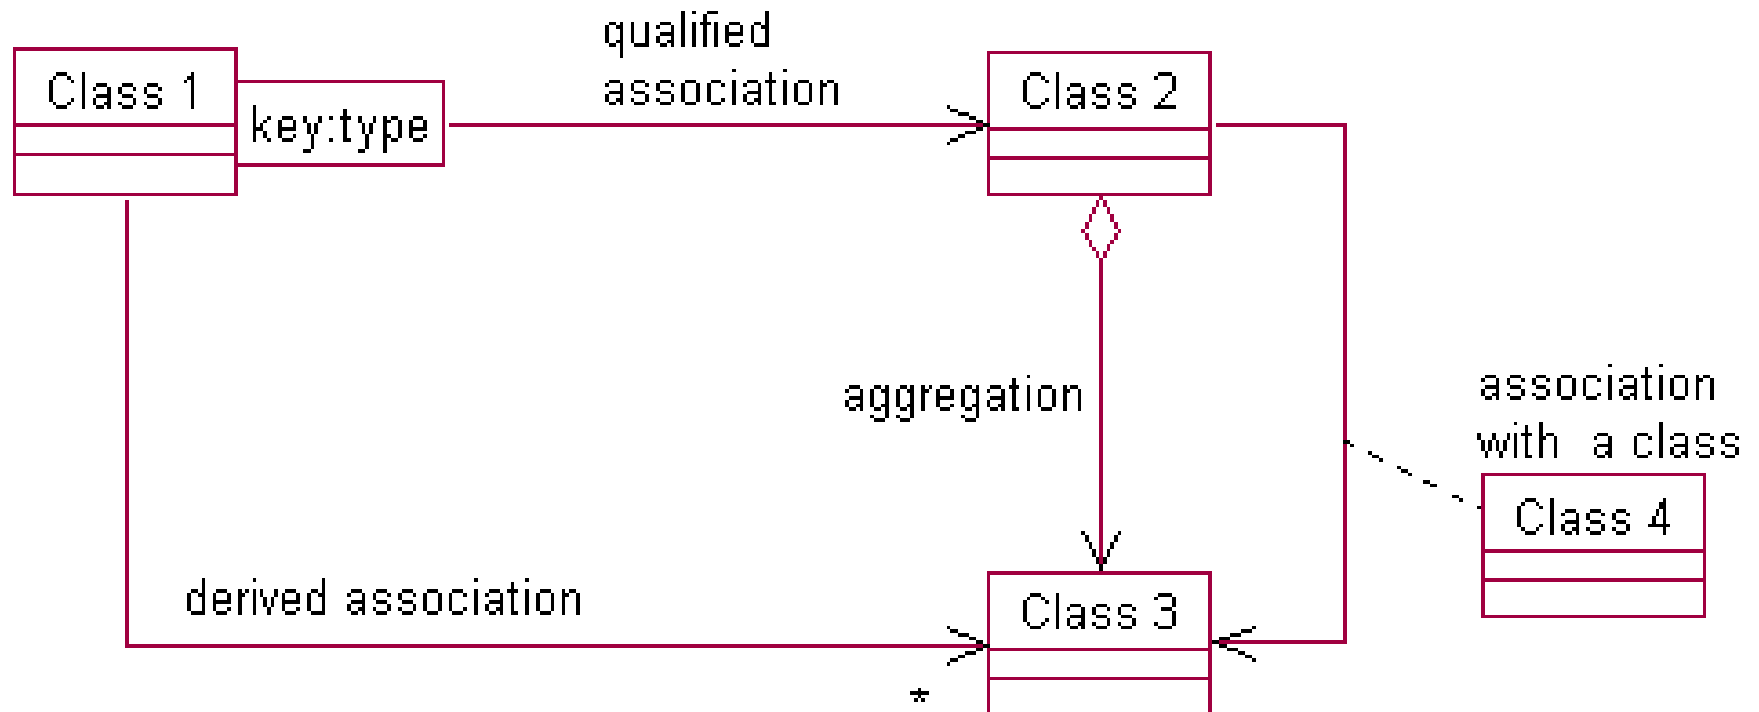 qualified
association
Class 1
key:type
Class 2
aggregation
association
with a class
Class 4
derived association
Class 3
*